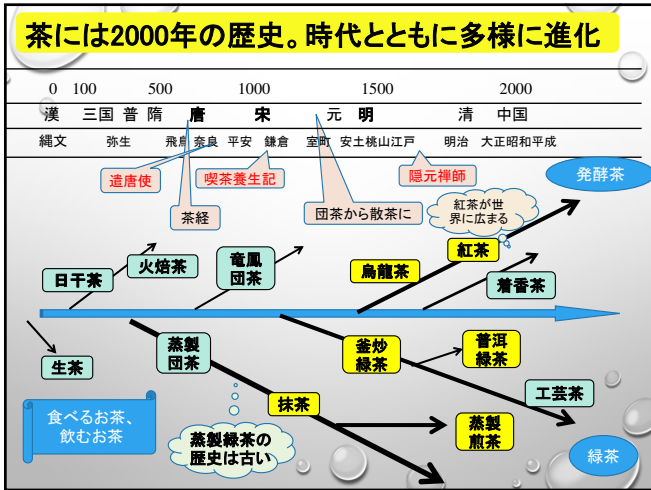 茶には2000年の歴史。時代とともに多様に進化
0 100 500 1000 1500 2000
漢 三国 普 隋 唐 宋 元 明 清 中国
縄文 弥生 飛鳥 奈良 平安 鎌倉 室町 安土桃山江戸 明治 大正昭和平成
遣唐使
喫茶養生記
隠元禅師
発酵茶
茶経
団茶から散茶に
紅茶が世
界に広まる
日干茶
火焙茶
竜鳳
団茶
烏龍茶
紅茶
着香茶
生茶
蒸製
団茶
釜炒
緑茶
普洱
緑茶
工芸茶
食べるお茶、
飲むお茶
抹茶
蒸製緑茶の
歴史は古い
蒸製
煎茶
緑茶